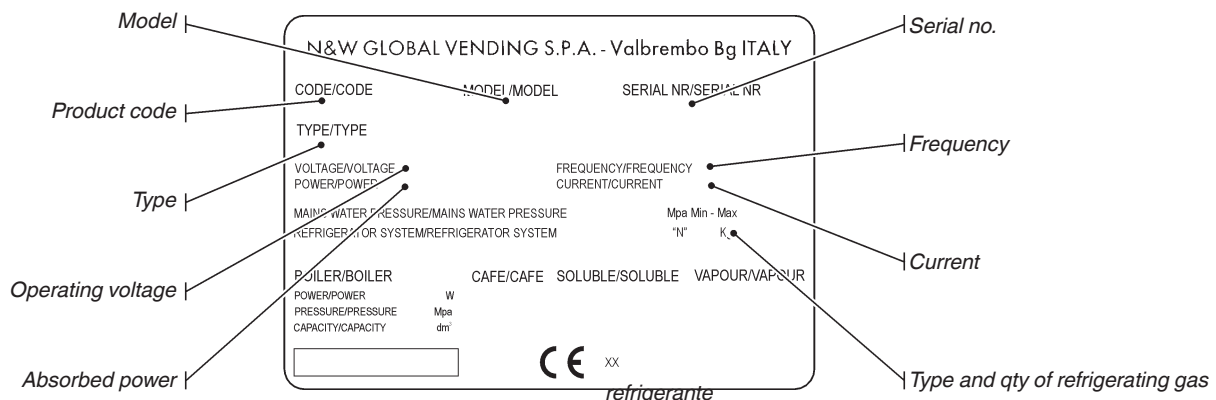 Model
Serial no.
N&W GLOBAL VENDING S.P.A. - Valbrembo Bg ITALY
CODE/CODE MODEL/MODEL SERIAL NR/SERIAL NR
Product code
TYPE/TYPE
Frequency
VOLTAGE/VOLTAGE FREQUENCY/FREQUENCY
POWER/POWER CURRENT/CURRENT
Type
MAINS WATER PRESSURE/MAINS WATER PRESSURE Mpa Min - Max
REFRIGERATOR SYSTEM/REFRIGERATOR SYSTEM "N" Kg
Current
BOILER/BOILER CAFE/CAFE SOLUBLE/SOLUBLE VAPOUR/VAPOUR
Operating voltage
POWER/POWER W
PRESSURE/PRESSURE Mpa
CAPACITY/CAPACITY dm³
CE XX
Absorbed power
Type and qty of refrigerating gas
refrigerante